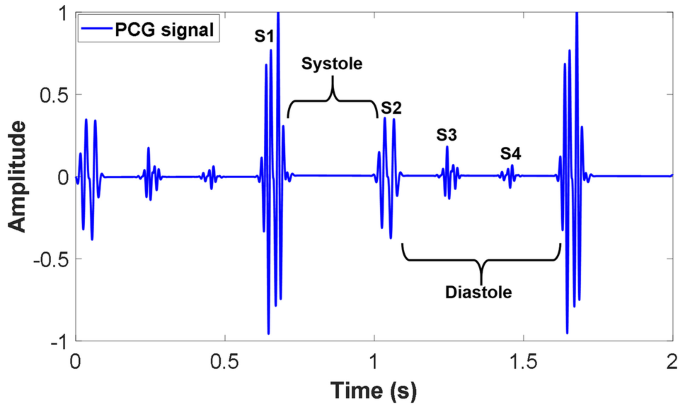 PCG signal
S1
Systole
S2
S3
S4
Diastole
Amplitude
1
0.5
0
-0.5
-1
0
0.5
1
1.5
2
Time (s)